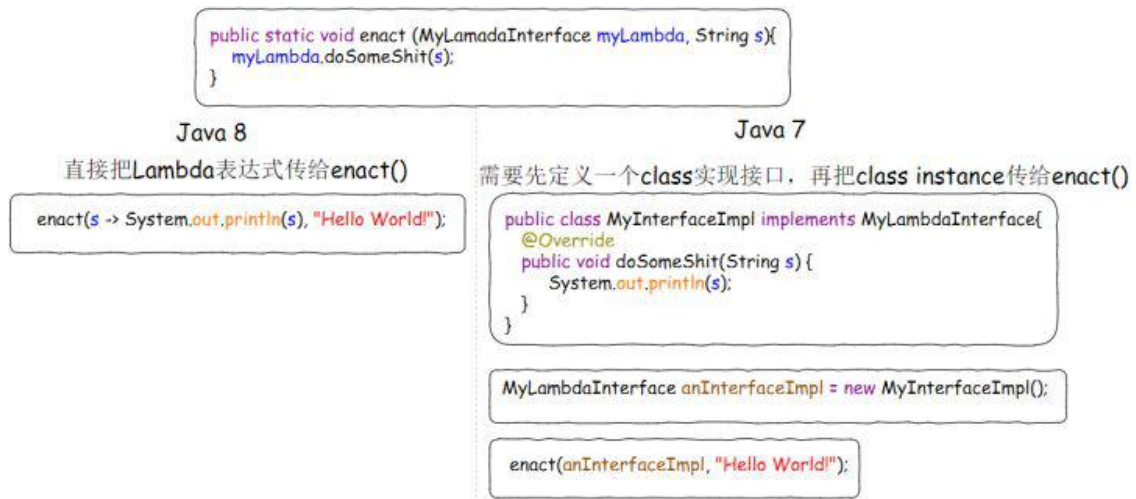 public static void enact (MyLamadaInterface myLambda, String s){
myLambda.doSomeShit(s);
}
Java 8
直接把Lambda表达式传给enact()
enact(s -> System.out.println(s), "Hello World!");
Java 7
需要先定义一个class实现接口，再把class instance传给enact()
public class MyInterfaceImpl implements MyLambdaInterface{
@Override
public void doSomeShit(String s) {
System.out.println(s);
}
}
MyLambdaInterface anInterfaceImpl = new MyInterfaceImpl();
enact(anInterfaceImpl, "Hello World!");